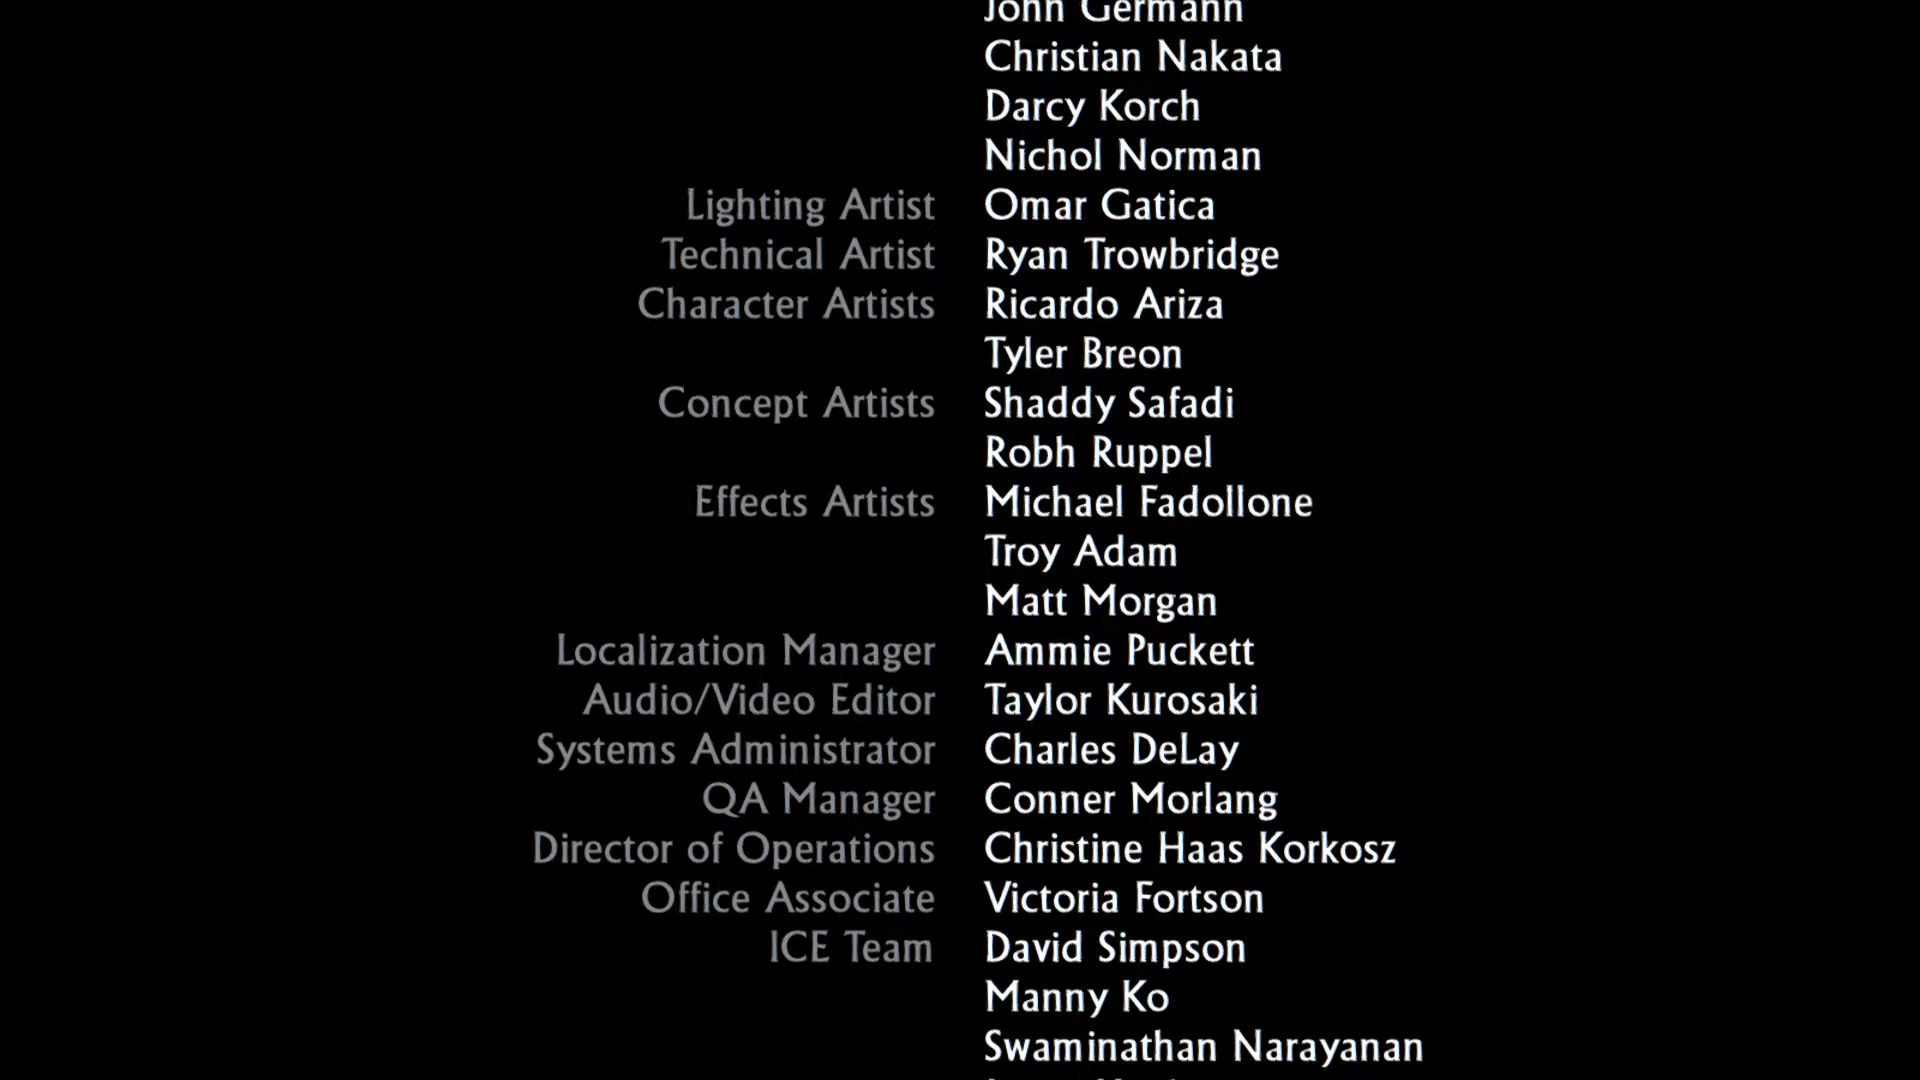 John Germann
Christian Nakata
Darcy Korch
Nichol Norman
Lighting Artist Omar Gatica
Technical Artist Ryan Trowbridge
Character Artists Ricardo Ariza
Tyler Breon
Concept Artists Shaddy Safadi
Robh Ruppel
Effects Artists Michael Fadollone
Troy Adam
Matt Morgan
Localization Manager Ammie Puckett
Audio/Video Editor Taylor Kurosaki
Systems Administrator Charles DeLay
QA Manager Conner Morlang
Director of Operations Christine Haas Korkosz
Office Associate Victoria Fortson
ICE Team David Simpson
Manny Ko
Swaminathan Narayanan